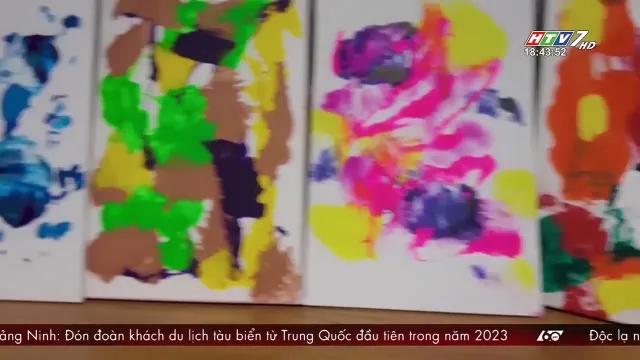 HTV7 HD
18:43:52
ảng Ninh: Đón đoàn khách du lịch tàu biển từ Trung Quốc đầu tiên trong năm 2023 60 Độc lạ n